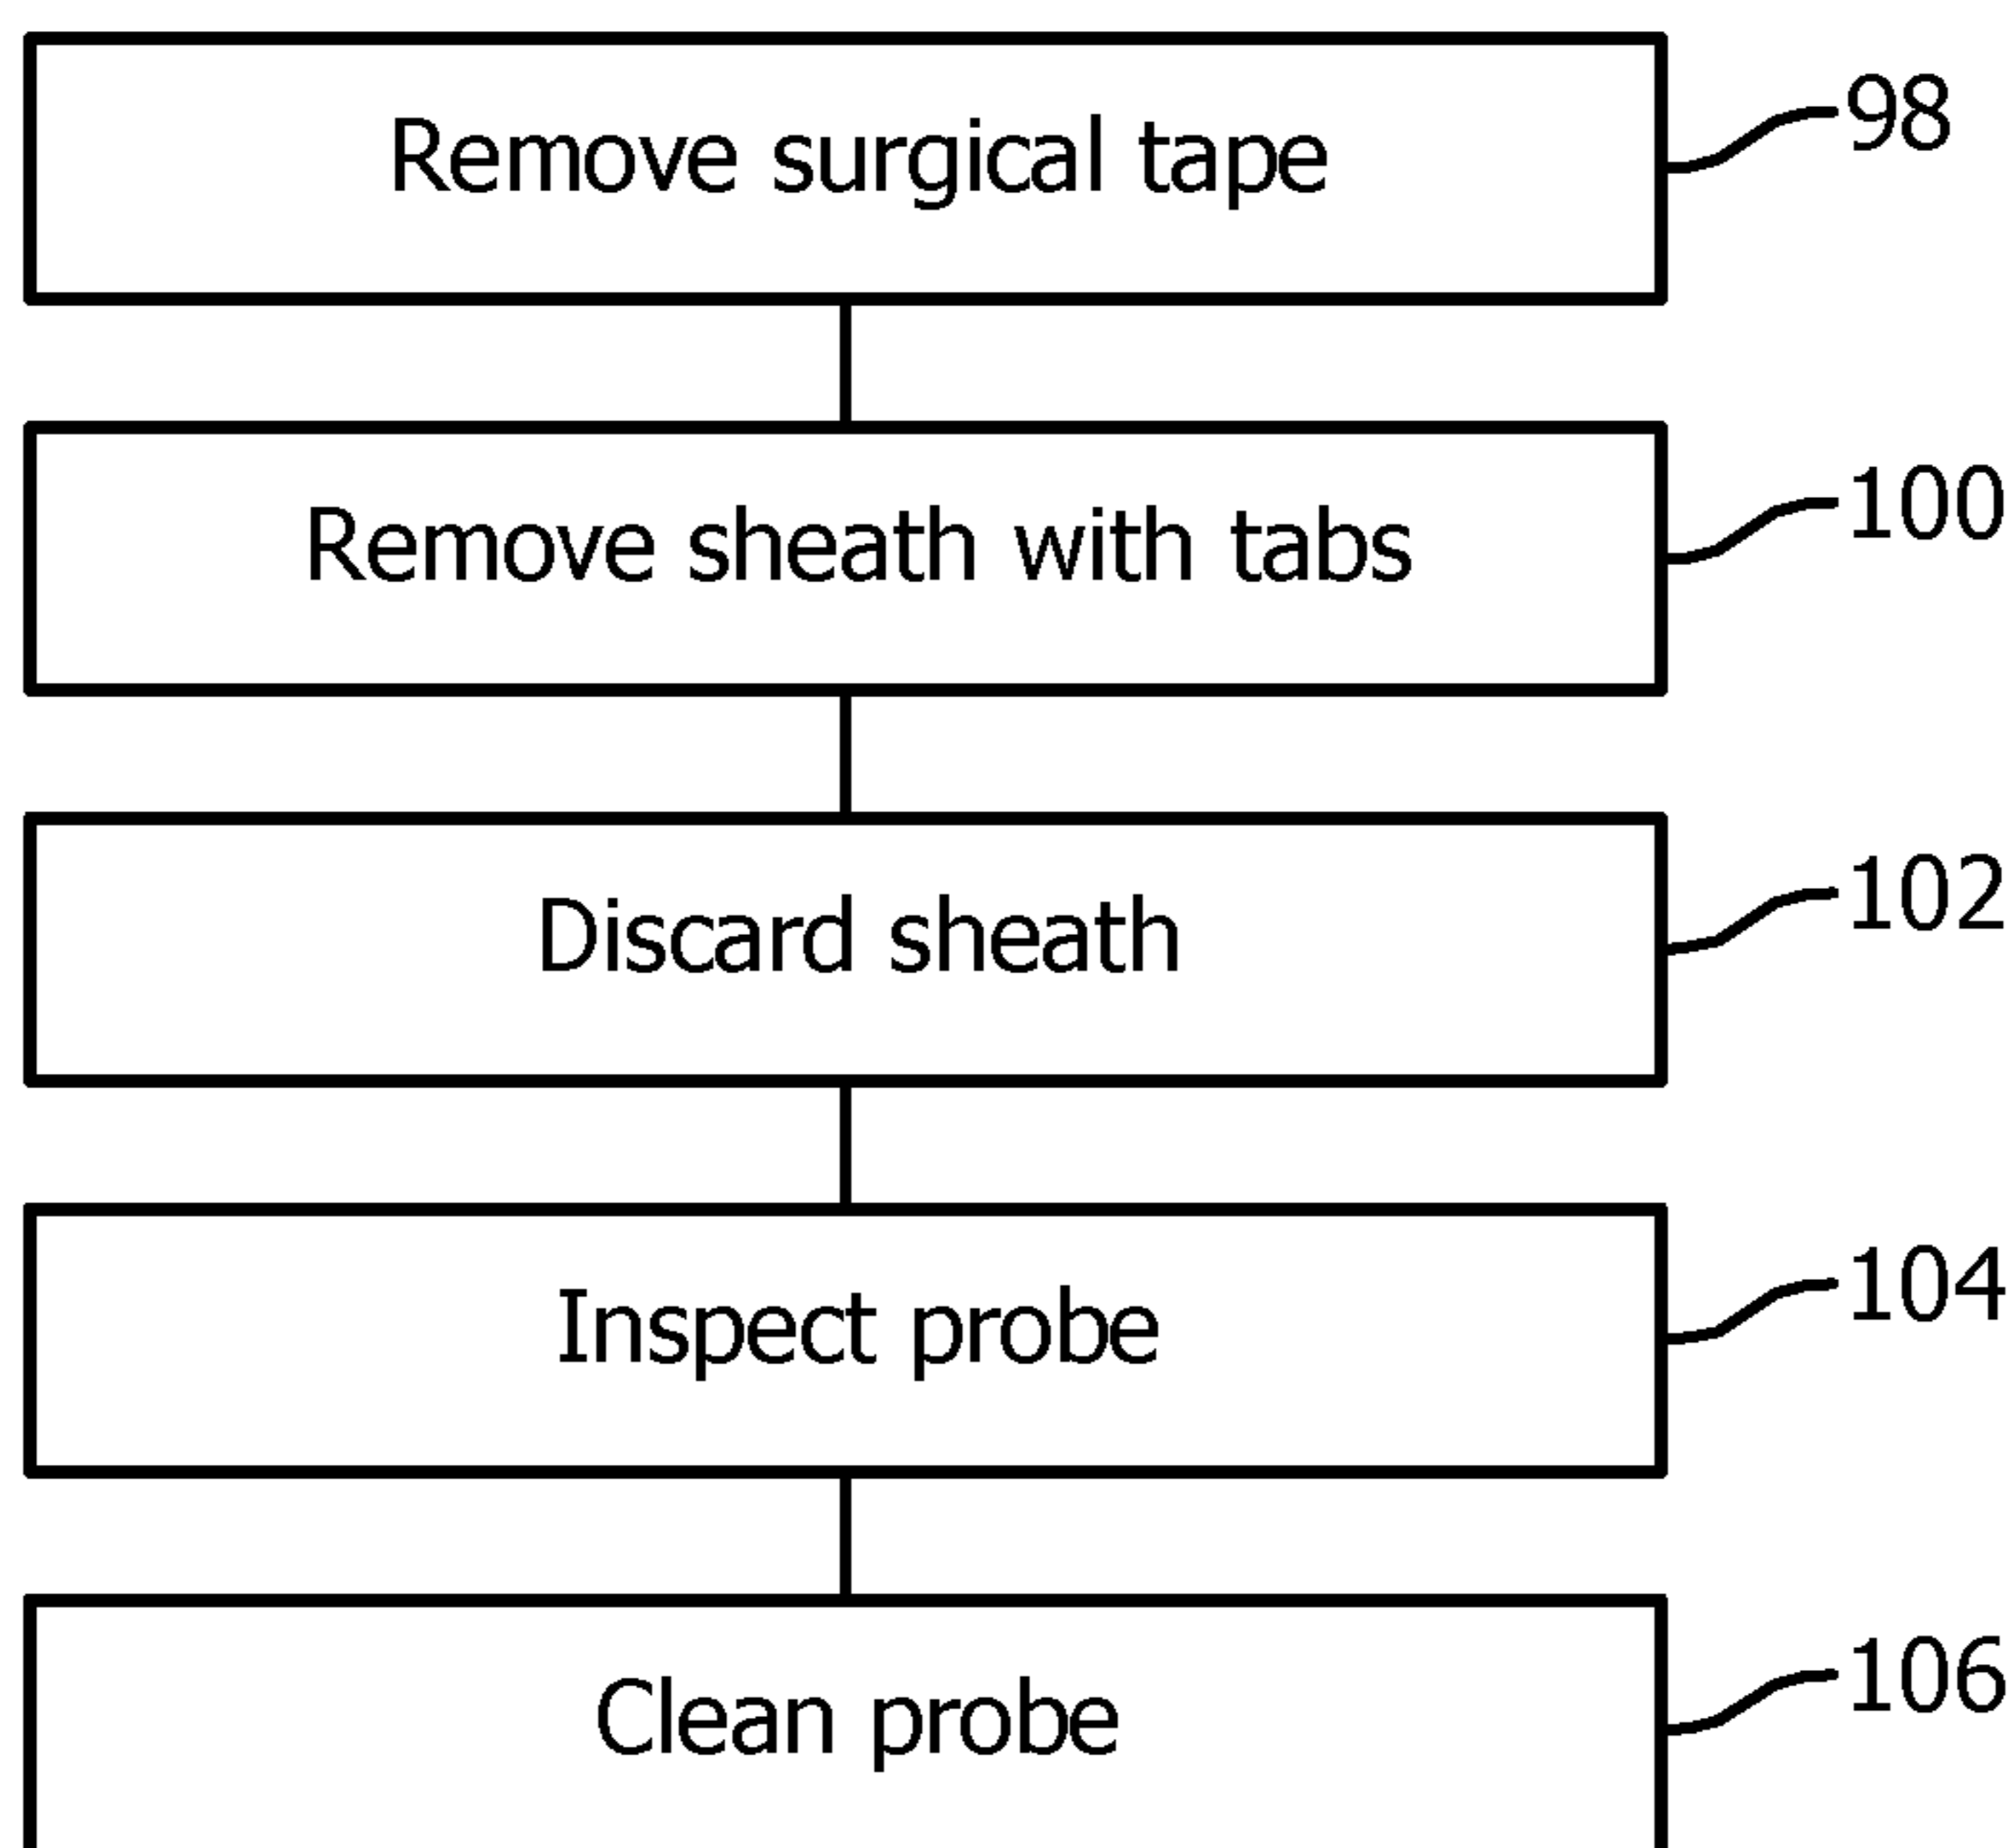 Remove surgical tape
98
Remove sheath with tabs
100
Discard sheath
102
Inspect probe
104
Clean probe
106